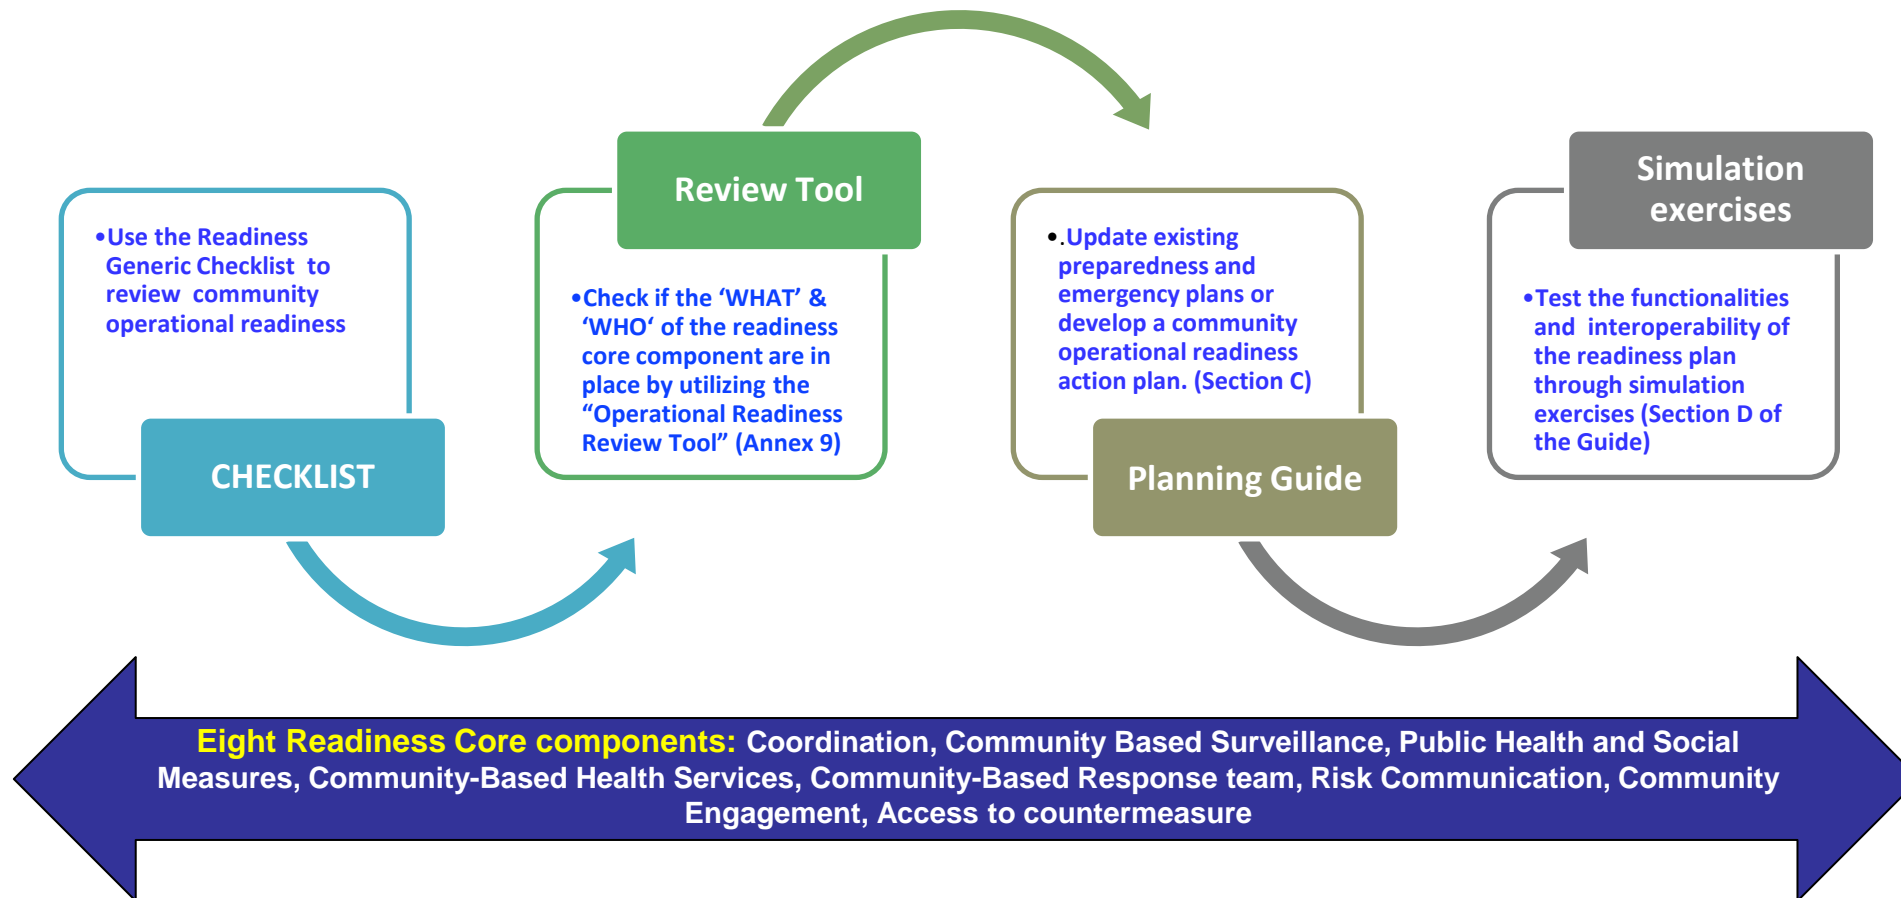 •Use the Readiness
Generic Checklist to
review community
operational readiness
CHECKLIST
Review Tool
•Check if the ‘WHAT’ &
‘WHO‘ of the readiness
core component are in
place by utilizing the
“Operational Readiness
Review Tool” (Annex 9)
•.Update existing
preparedness and
emergency plans or
develop a community
operational readiness
action plan. (Section C)
Planning Guide
Simulation
exercises
•Test the functionalities
and interoperability of
the readiness plan
through simulation
exercises (Section D of
the Guide)
Eight Readiness Core components: Coordination, Community Based Surveillance, Public Health and Social
Measures, Community-Based Health Services, Community-Based Response team, Risk Communication, Community
Engagement, Access to countermeasure